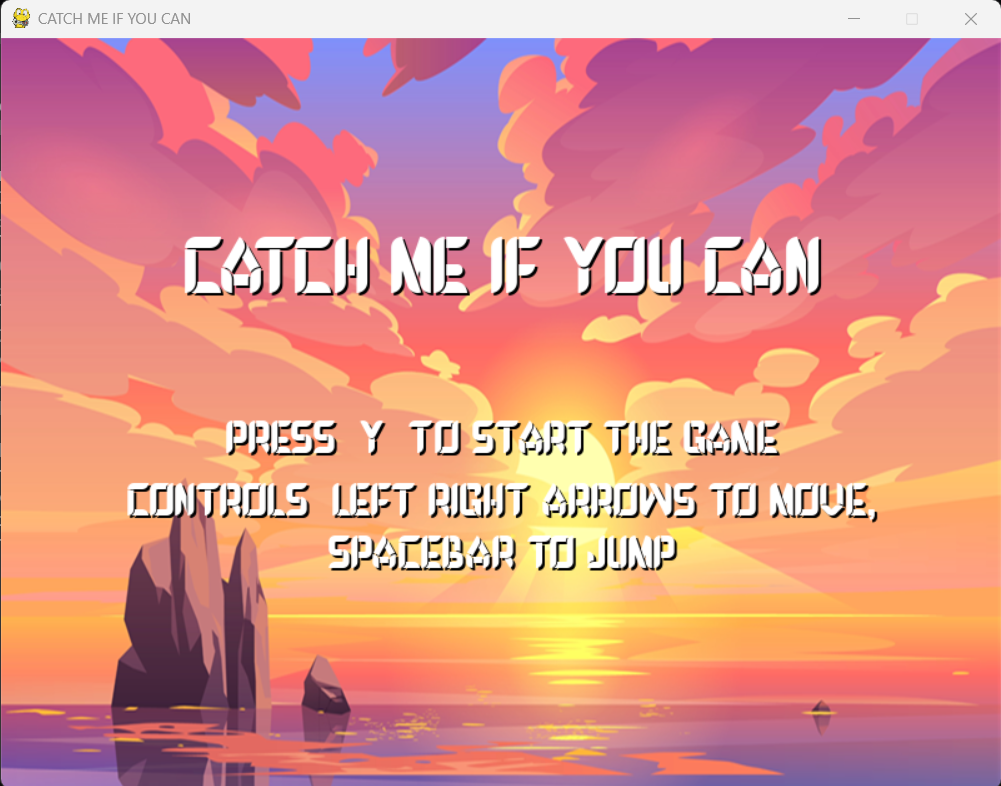 CATCH ME IF YOU CAN
CATCH ME IF YOU CAN
PRESS Y TO START THE GAME
CONTROLS LEFT RIGHT ARROWS TO MOVE,
SPACEBAR TO JUMP